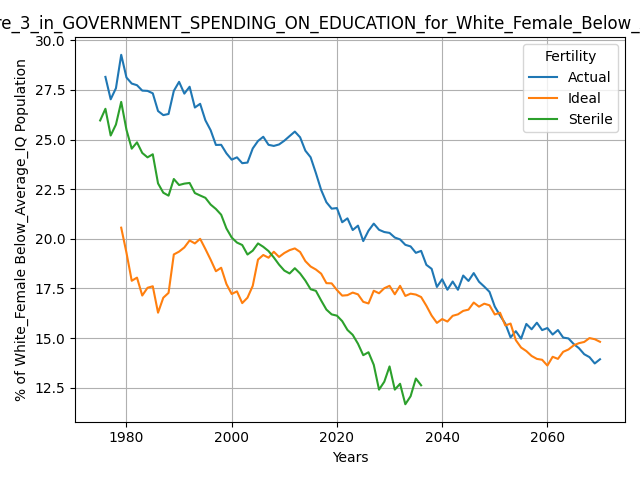 re_3_in_GOVERNMENT_SPENDING_ON_EDUCATION_for_White_Female_Below_
% of White_Female Below_Average_IQ Population
30.0
27.5
25.0
22.5
20.0
17.5
15.0
12.5
1980
2000
2020
2040
2060
Years
Fertility
Actual
Ideal
Sterile